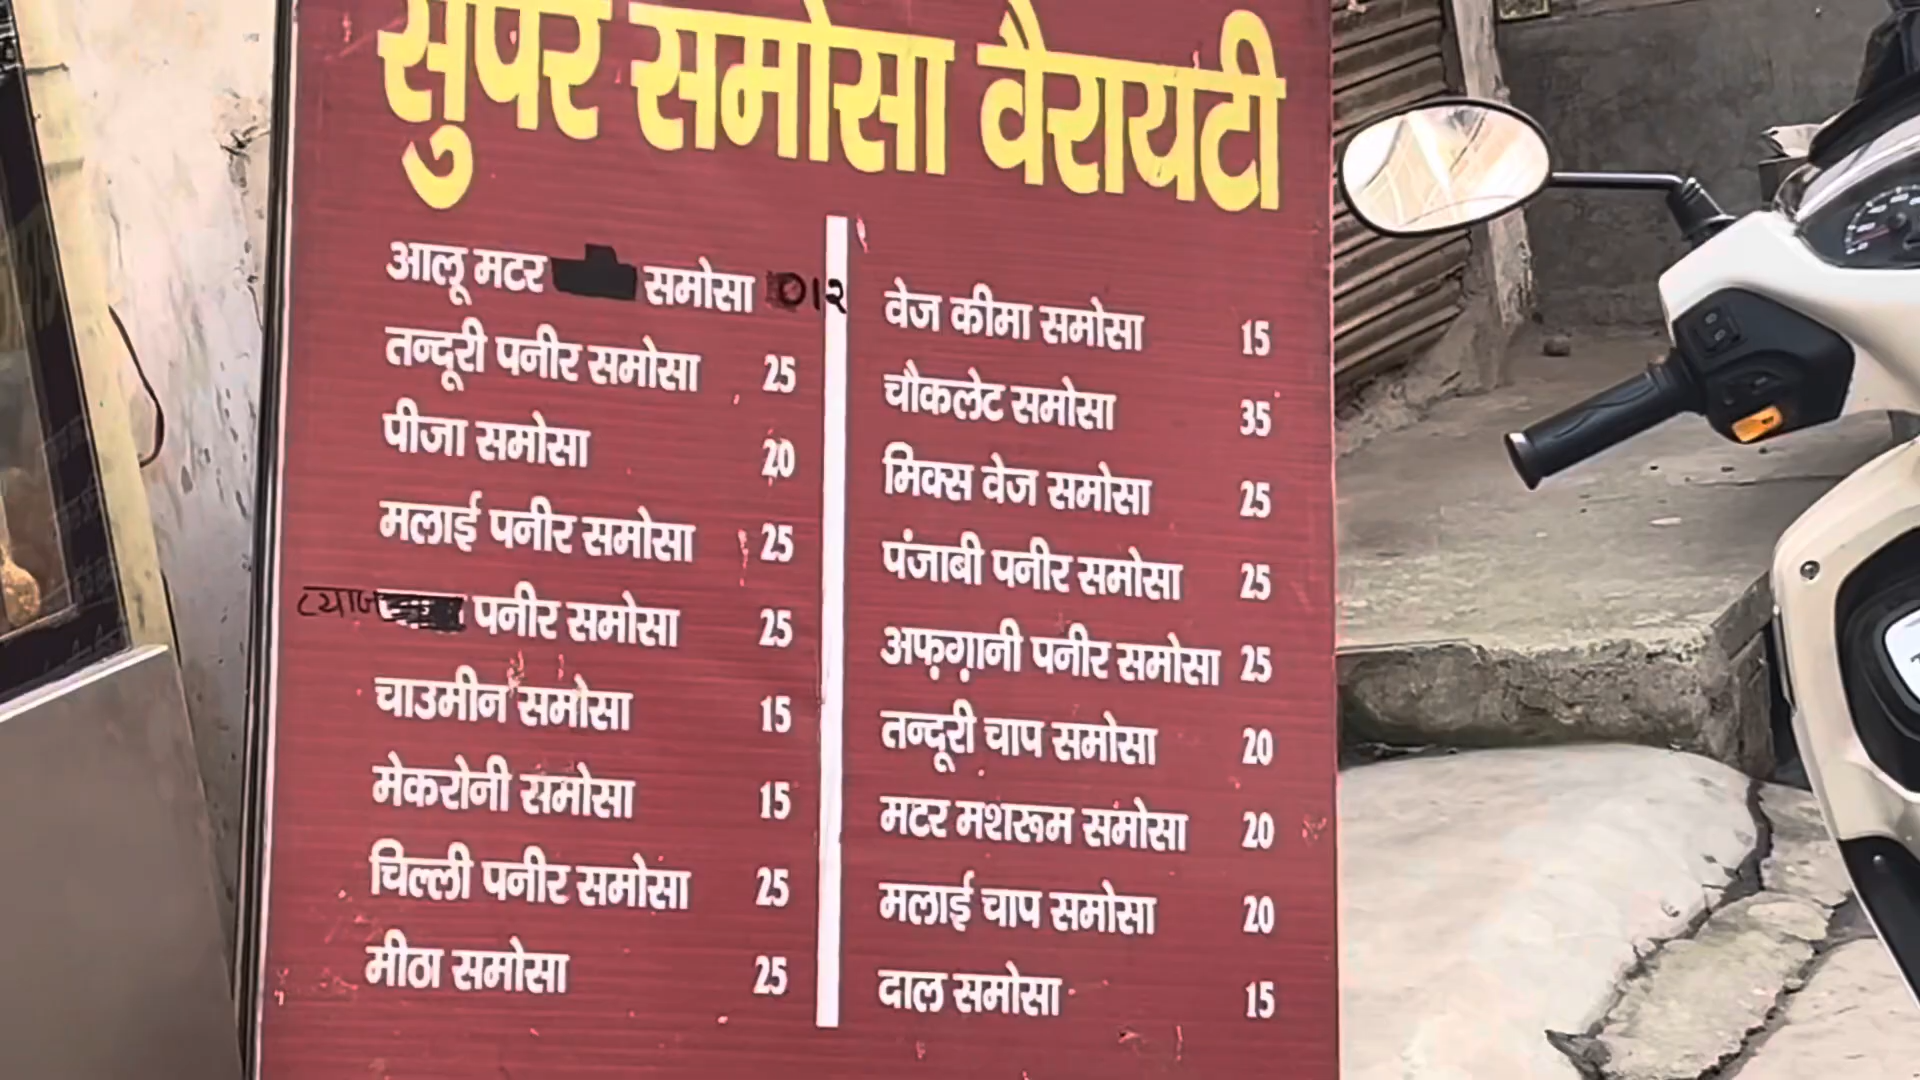 सुपर समोसा वैरायटी
आलू मटर समोसा १२
तन्दूरी पनीर समोसा 25
पीजा समोसा 20
मलाई पनीर समोसा 25
प्याज पनीर समोसा 25
चाउमीन समोसा 15
मेकरोनी समोसा 15
चिल्ली पनीर समोसा 25
मीठा समोसा 25
वेज कीमा समोसा 15
चौकलेट समोसा 35
मिक्स वेज समोसा 25
पंजाबी पनीर समोसा 25
अफ़ग़ानी पनीर समोसा 25
तन्दूरी चाप समोसा 20
मटर मशरूम समोसा 20
मलाई चाप समोसा 20
दाल समोसा 15